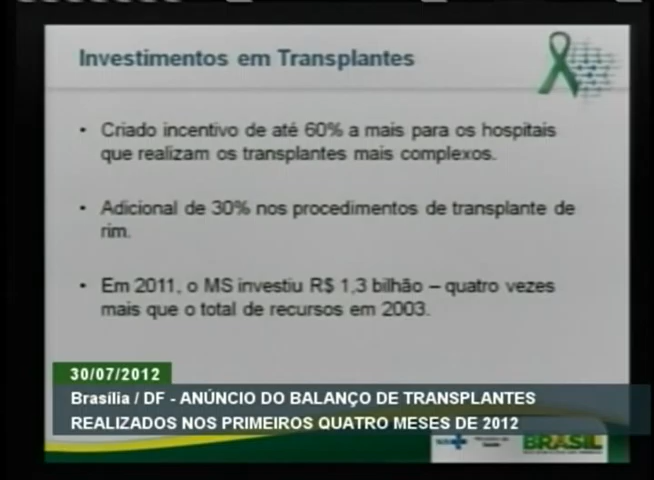 Investimentos em Transplantes
• Criado incentivo de até 60% a mais para os hospitais
que realizam os transplantes mais complexos.
• Adicional de 30% nos procedimentos de transplante de
rim.
• Em 2011, o MS investiu R$ 1,3 bilhão – quatro vezes
mais que o total de recursos em 2003.
30/07/2012
Brasília / DF - ANÚNCIO DO BALANÇO DE TRANSPLANTES
REALIZADOS NOS PRIMEIROS QUATRO MESES DE 2012
SUS
BRASIL